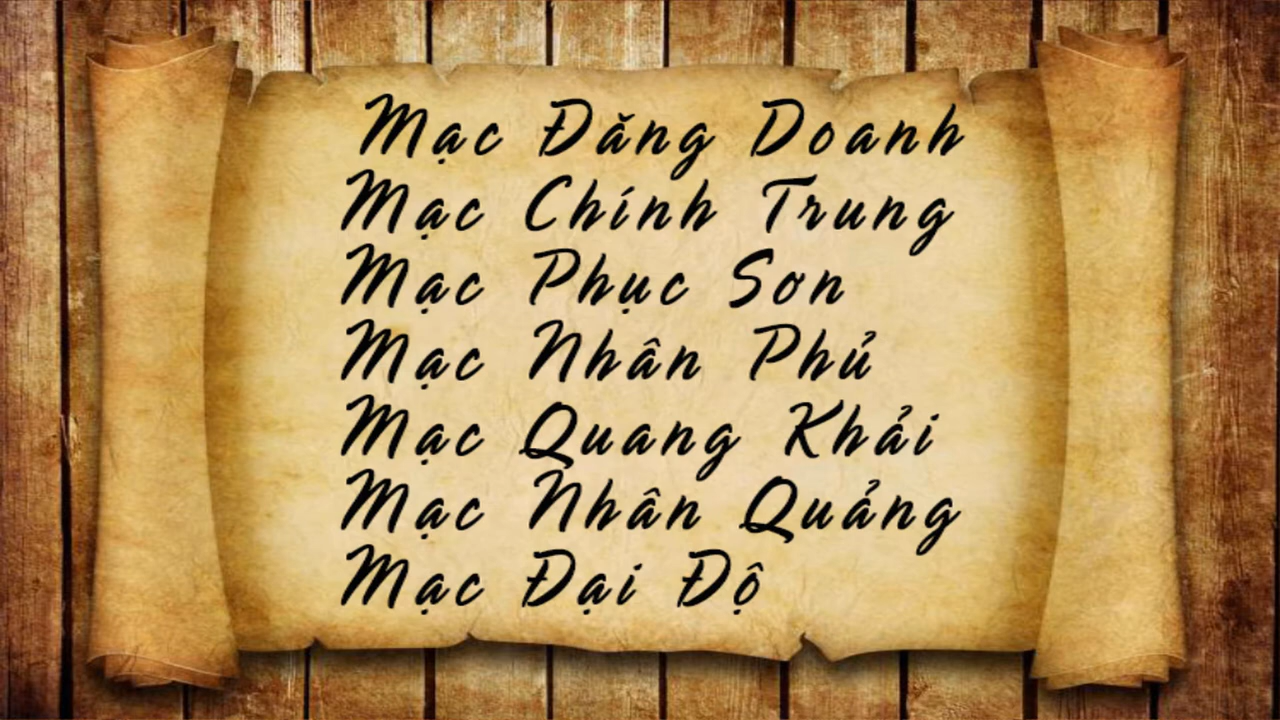 Mạc Đăng Doanh
Mạc Chính Trung
Mạc Phục Sơn
Mạc Nhân Phủ
Mạc Quang Khải
Mạc Nhân Quảng
Mạc Đại Độ